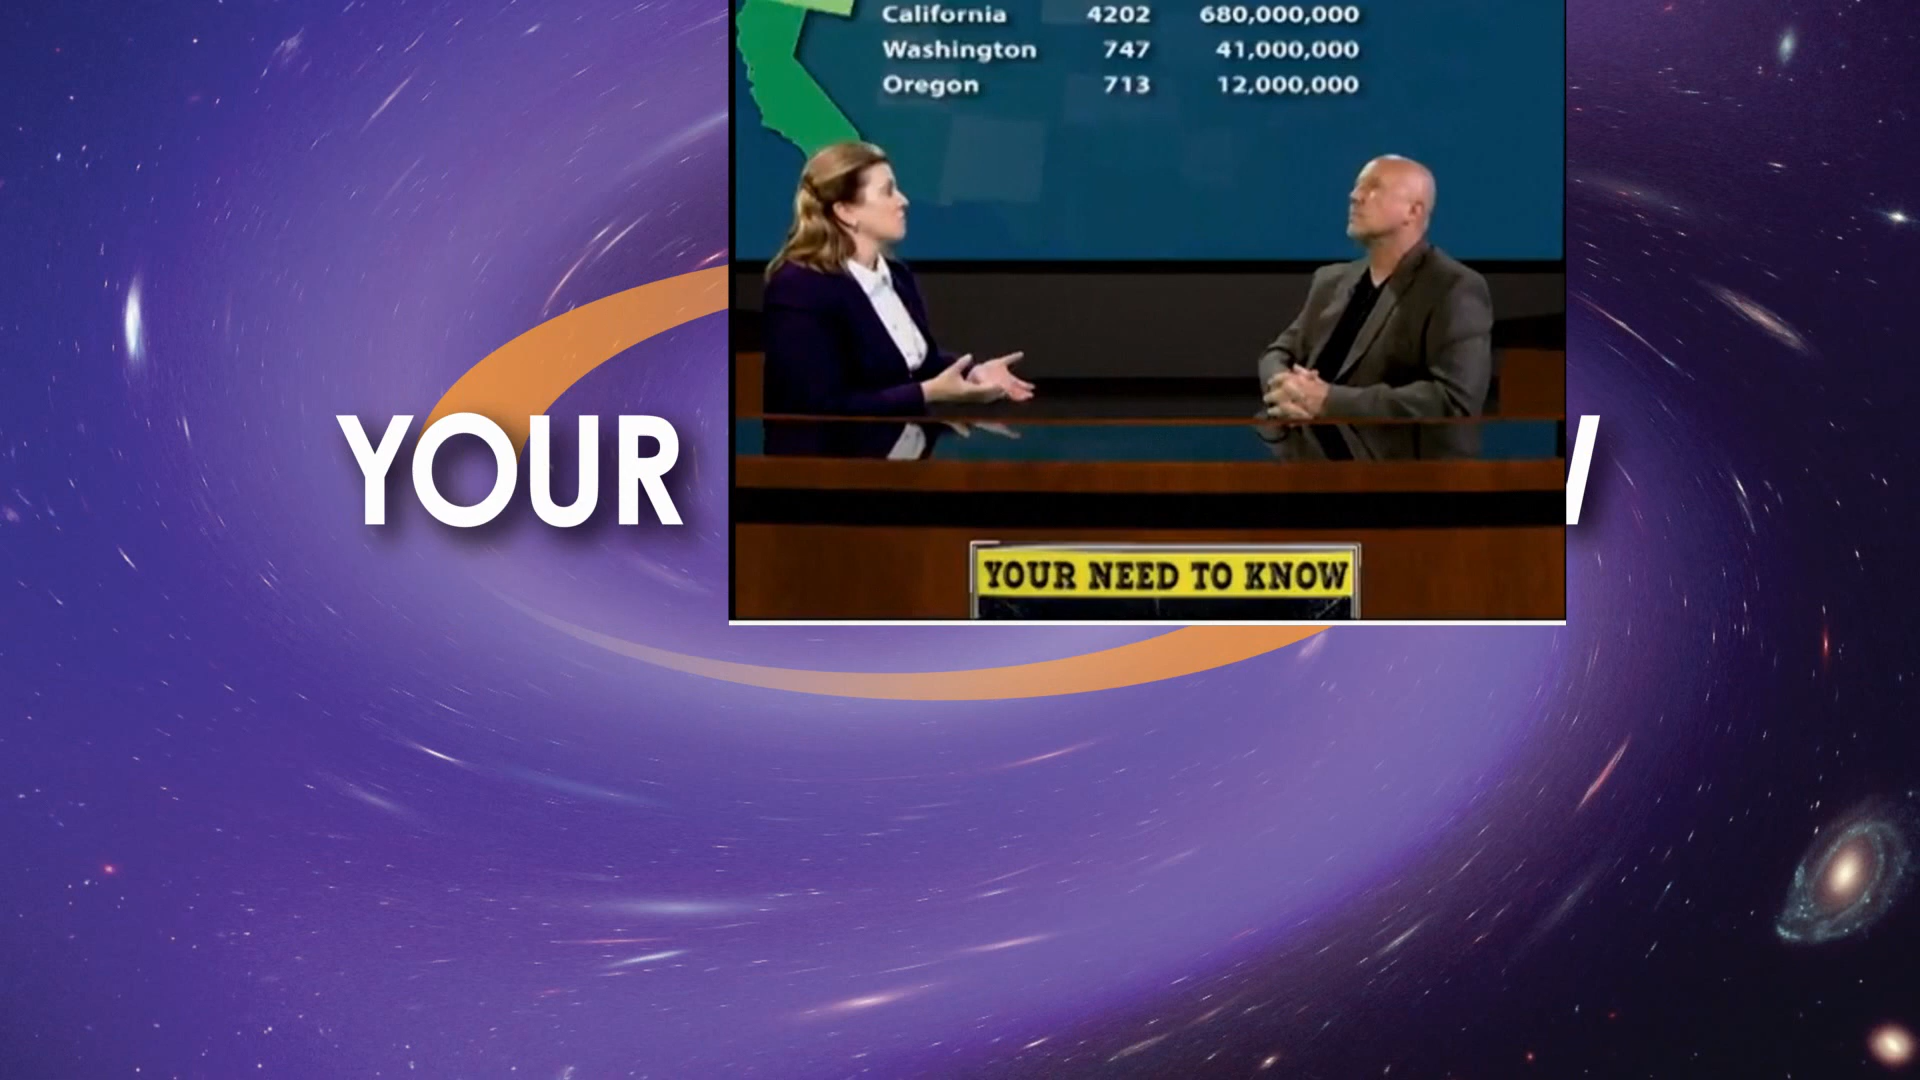 California 4202 680,000,000
Washington 747 41,000,000
Oregon 713 12,000,000
YOUR
YOUR NEED TO KNOW